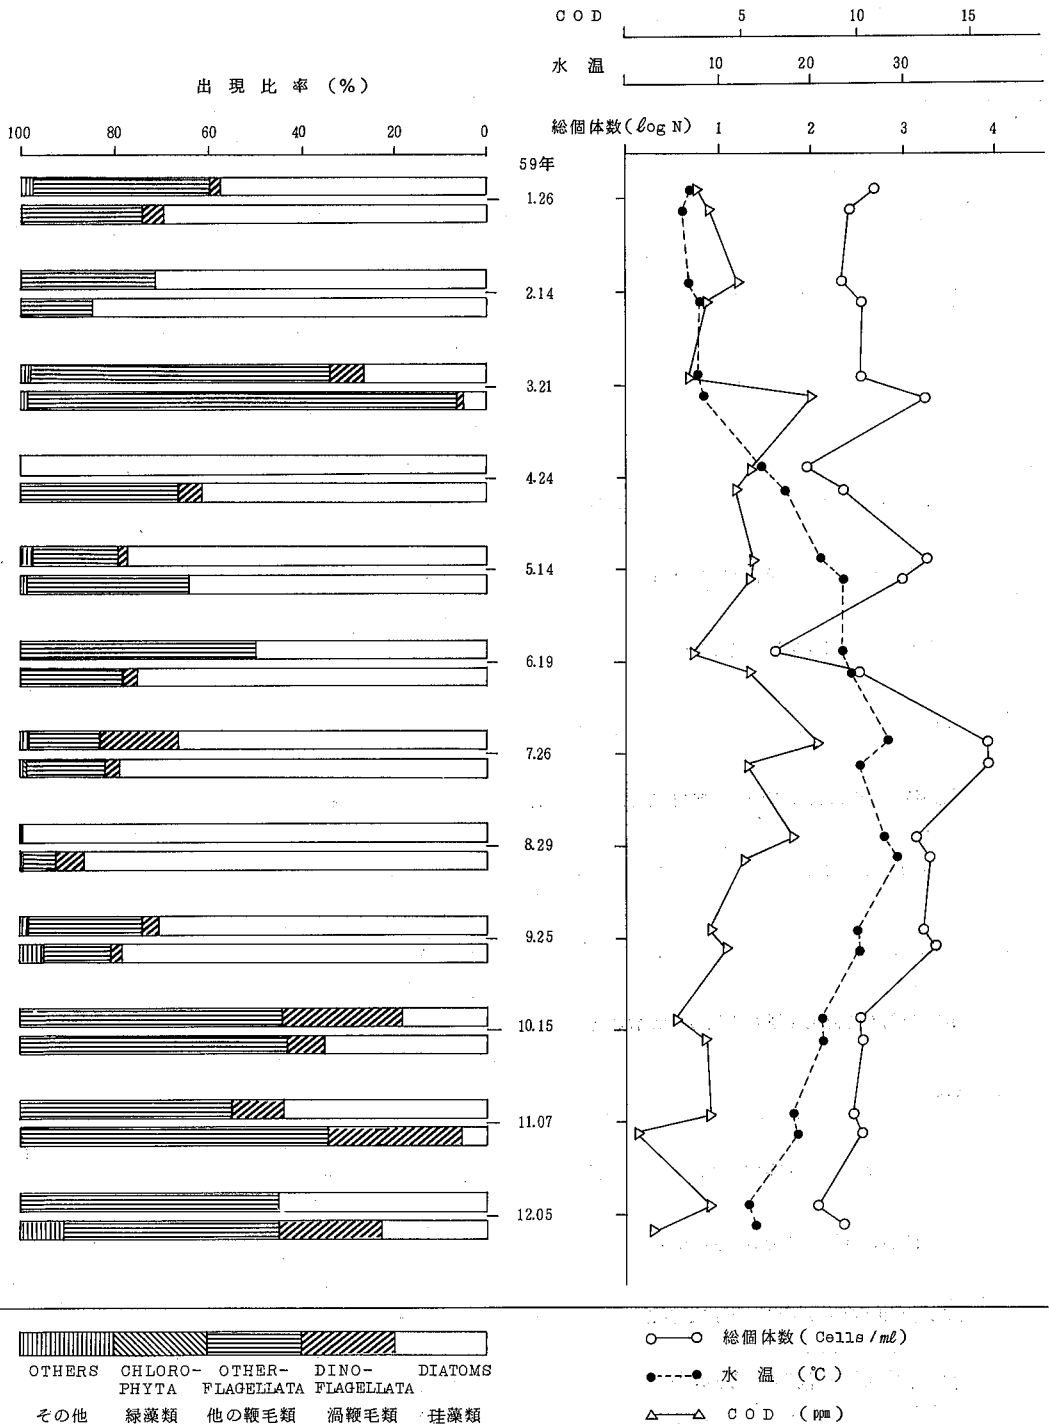 COD 5 10 15
水温 10 20 30
出現比率(%)
総個体数(ℓog N) 1 2 3 4
100 80 60 40 20 0
59年
1.26
2.14
3.21
4.24
5.14
6.19
7.26
8.29
9.25
10.15
11.07
12.05
OTHERS CHLORO- OTHER- DINO- DIATOMS
PHYTA FLAGELLATA FLAGELLATA
その他 緑藻類 他の鞭毛類 渦鞭毛類 珪藻類
総個体数(Cells/㎖)
水温(℃)
COD(ppm)